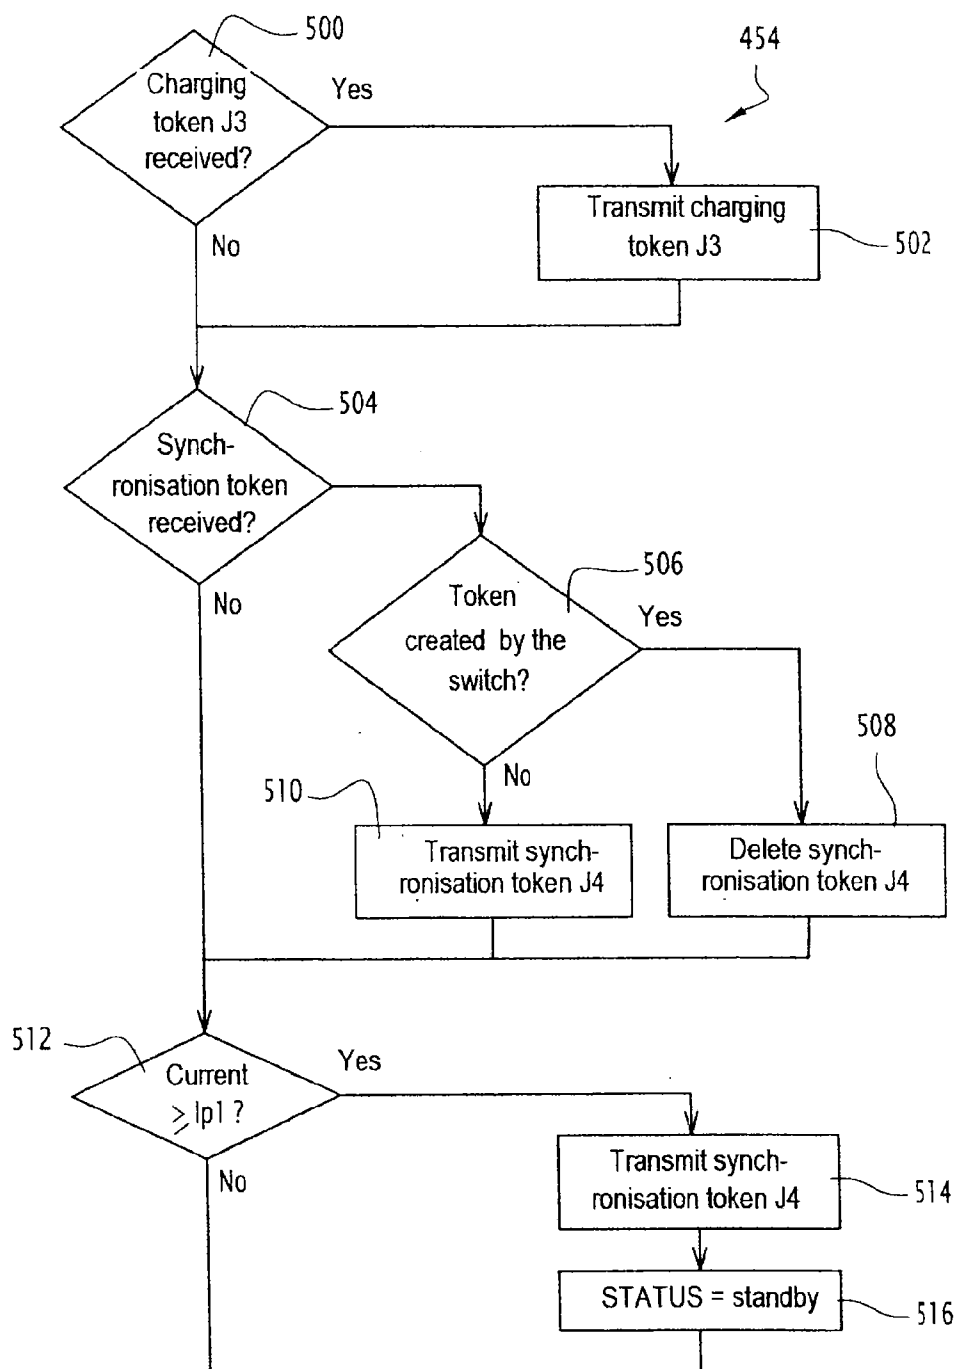 500
454
Charging
token J3
received?
Yes
Transmit charging
token J3
502
No
504
Synch-
ronisation token
received?
506
Token
created by the
switch?
Yes
No
508
510
No
Transmit synch-
ronisation token J4
Delete synch-
ronisation token J4
512
Current
≥ Ip1 ?
Yes
Transmit synch-
ronisation token J4
514
No
STATUS = standby
516